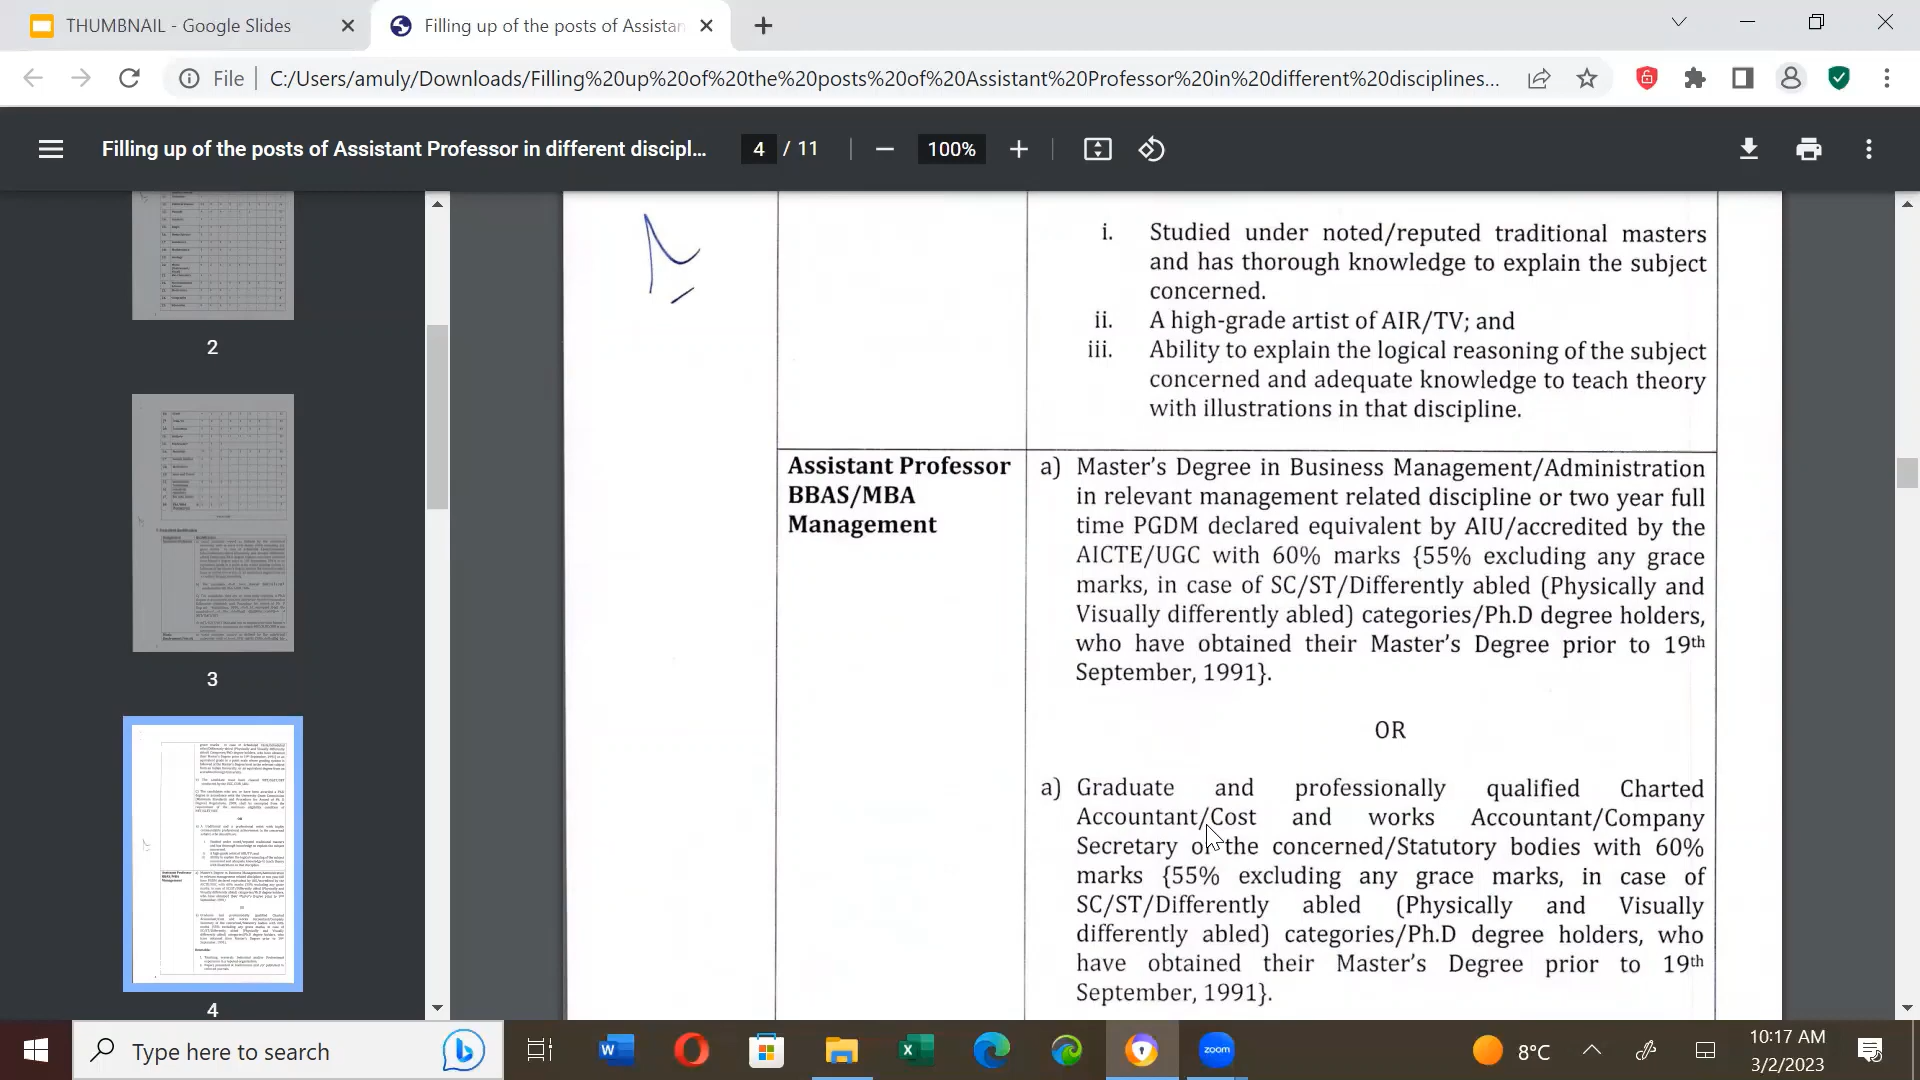 THUMBNAIL - Google Slides
Filling up of the posts of Assistan
File
C:/Users/amuly/Downloads/Filling%20up%20of%20the%20posts%20of%20Assistant%20Professor%20in%20different%20disciplines...
Filling up of the posts of Assistant Professor in different discipl...
4 / 11
100%
2
3
4
i. Studied under noted/reputed traditional masters
and has thorough knowledge to explain the subject
concerned.
ii. A high-grade artist of AIR/TV; and
iii. Ability to explain the logical reasoning of the subject
concerned and adequate knowledge to teach theory
with illustrations in that discipline.
Assistant Professor
BBAS/MBA
Management
a) Master's Degree in Business Management/Administration
in relevant management related discipline or two year full
time PGDM declared equivalent by AIU/accredited by the
AICTE/UGC with 60% marks {55% excluding any grace
marks, in case of SC/ST/Differently abled (Physically and
Visually differently abled) categories/Ph.D degree holders,
who have obtained their Master's Degree prior to 19th
September, 1991}.
OR
a) Graduate and professionally qualified Charted
Accountant/Cost and works Accountant/Company
Secretary of the concerned/Statutory bodies with 60%
marks {55% excluding any grace marks, in case of
SC/ST/Differently abled (Physically and Visually
differently abled) categories/Ph.D degree holders, who
have obtained their Master's Degree prior to 19th
September, 1991}.
Type here to search
zoom
8°C
10:17 AM
3/2/2023